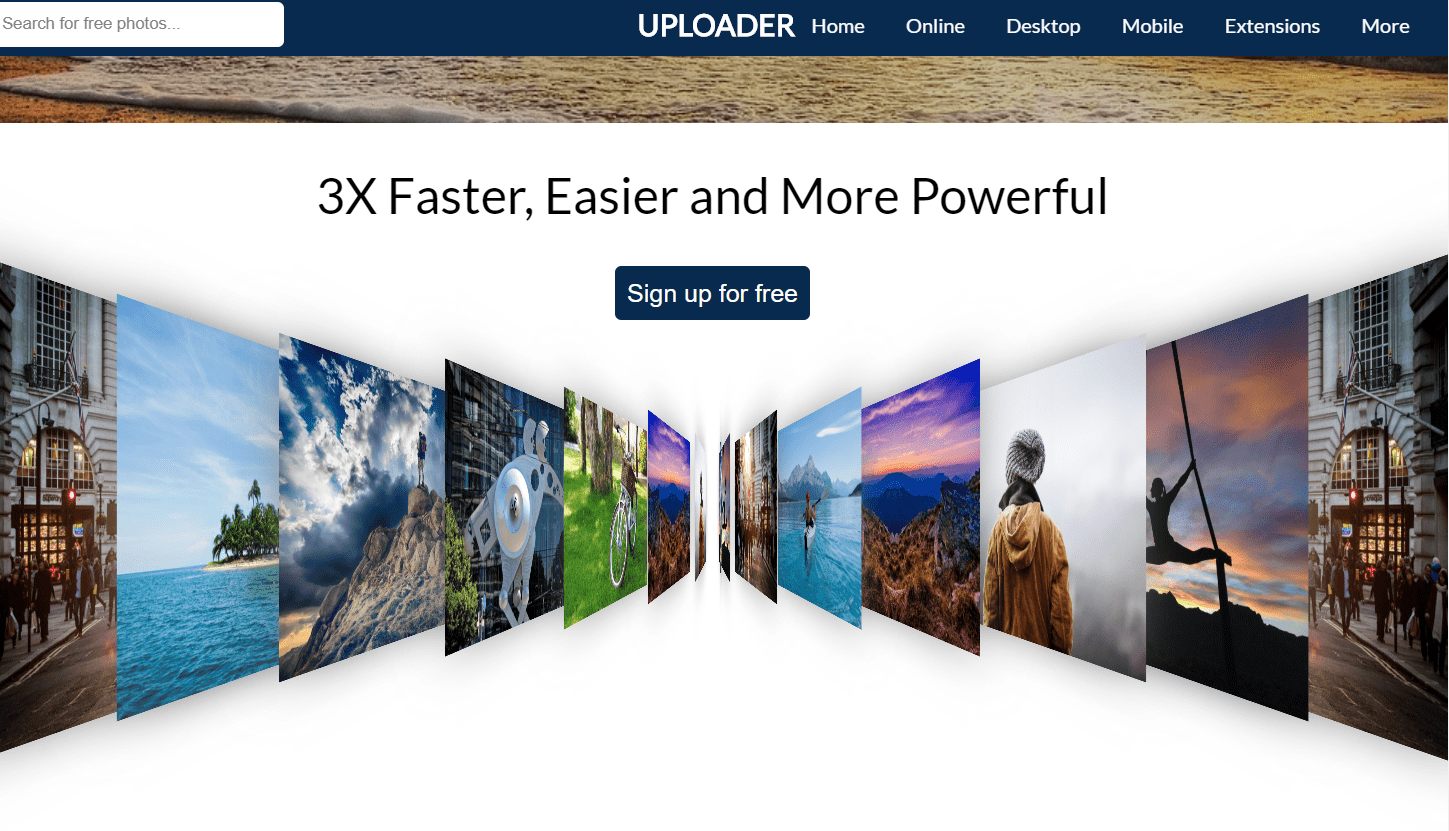 Search for free photos...
UPLOADER Home Online Desktop Mobile Extensions More
3X Faster, Easier and More Powerful
Sign up for free